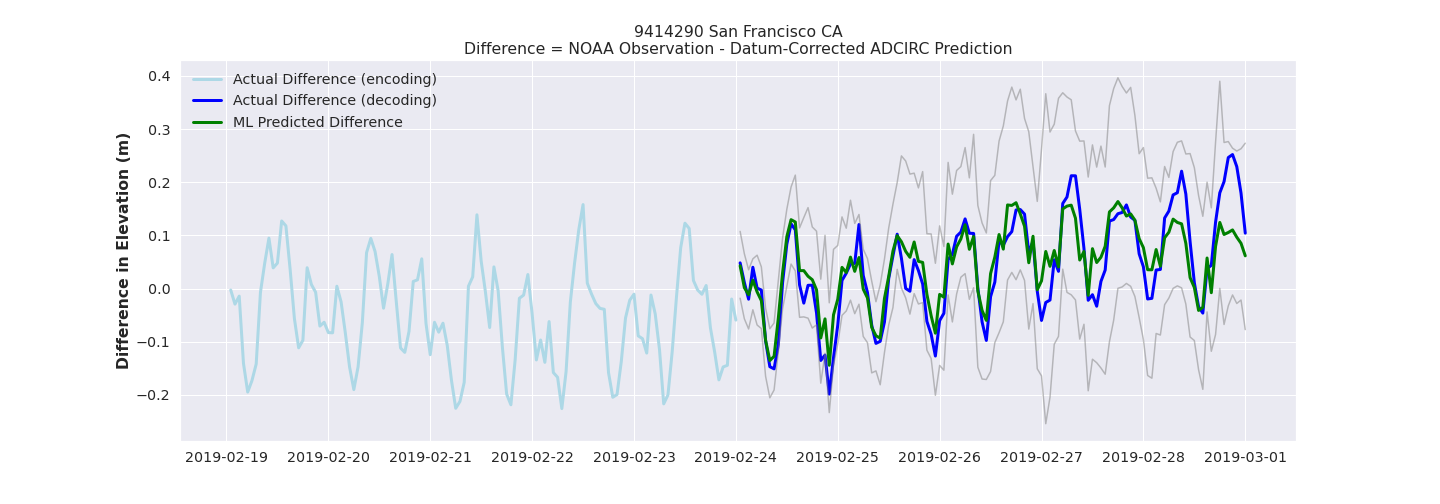 9414290 San Francisco CA
Difference = NOAA Observation - Datum-Corrected ADCIRC Prediction
Difference in Elevation (m)
0.4
0.3
0.2
0.1
0.0
−0.1
−0.2
Actual Difference (encoding)
Actual Difference (decoding)
ML Predicted Difference
2019-02-19 2019-02-20 2019-02-21 2019-02-22 2019-02-23 2019-02-24 2019-02-25 2019-02-26 2019-02-27 2019-02-28 2019-03-01